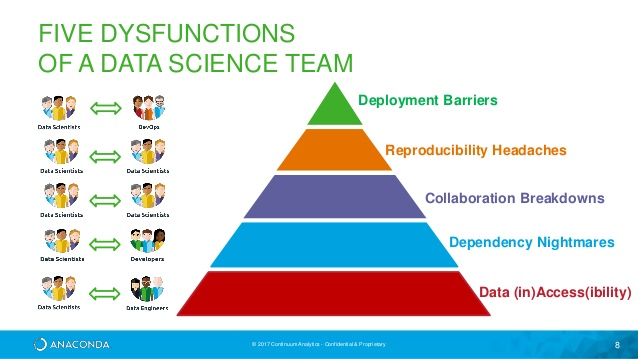 FIVE DYSFUNCTIONS
OF A DATA SCIENCE TEAM
Data Scientists
DevOps
Deployment Barriers
Data Scientists
Data Scientists
Reproducibility Headaches
Data Scientists
Data Scientists
Collaboration Breakdowns
Data Scientists
Developers
Dependency Nightmares
Data Scientists
Data Engineers
Data (in)Access(ibility)
ANACONDA
© 2017 Continuum Analytics - Confidential & Proprietary
8